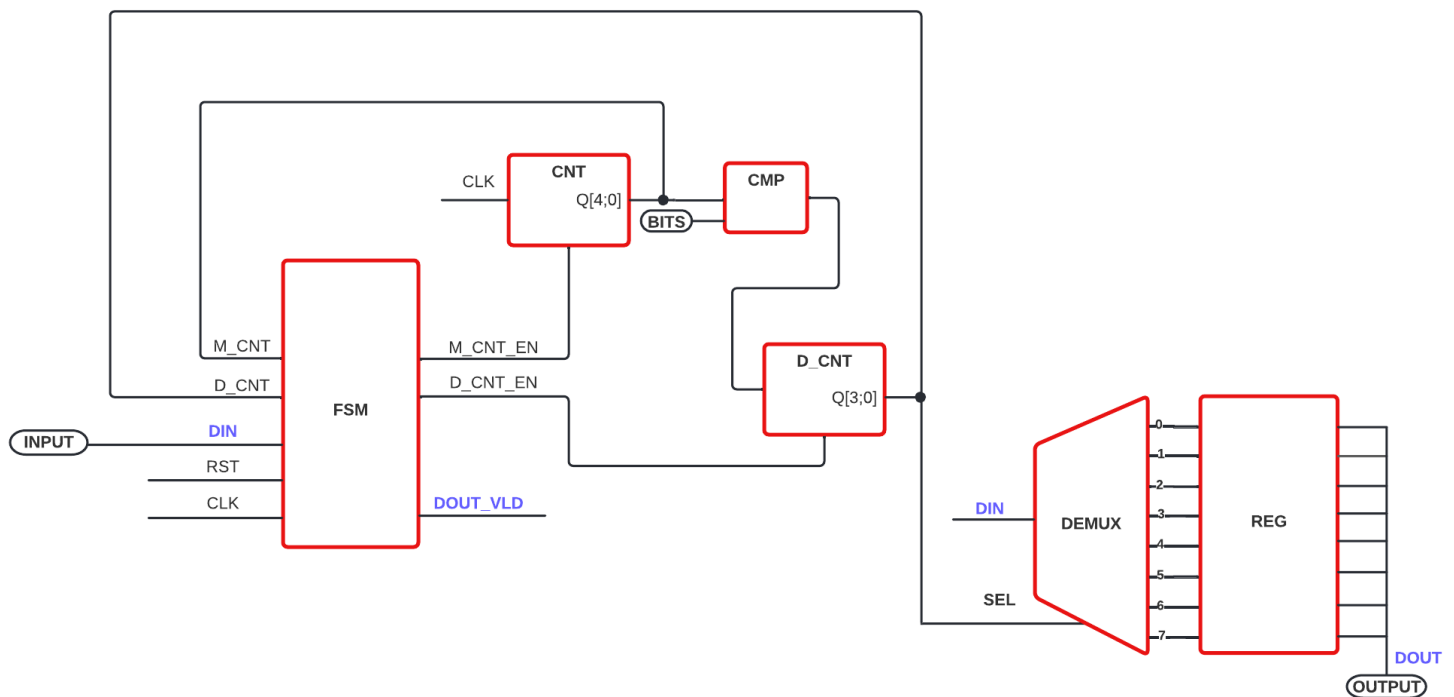 CNT
CLK
Q[4;0]
BITS
CMP
M_CNT
D_CNT
DIN
INPUT
RST
CLK
FSM
M_CNT_EN
D_CNT_EN
DOUT_VLD
D_CNT
Q[3;0]
DIN
SEL
DEMUX
0
1
2
3
4
5
6
7
REG
DOUT
OUTPUT